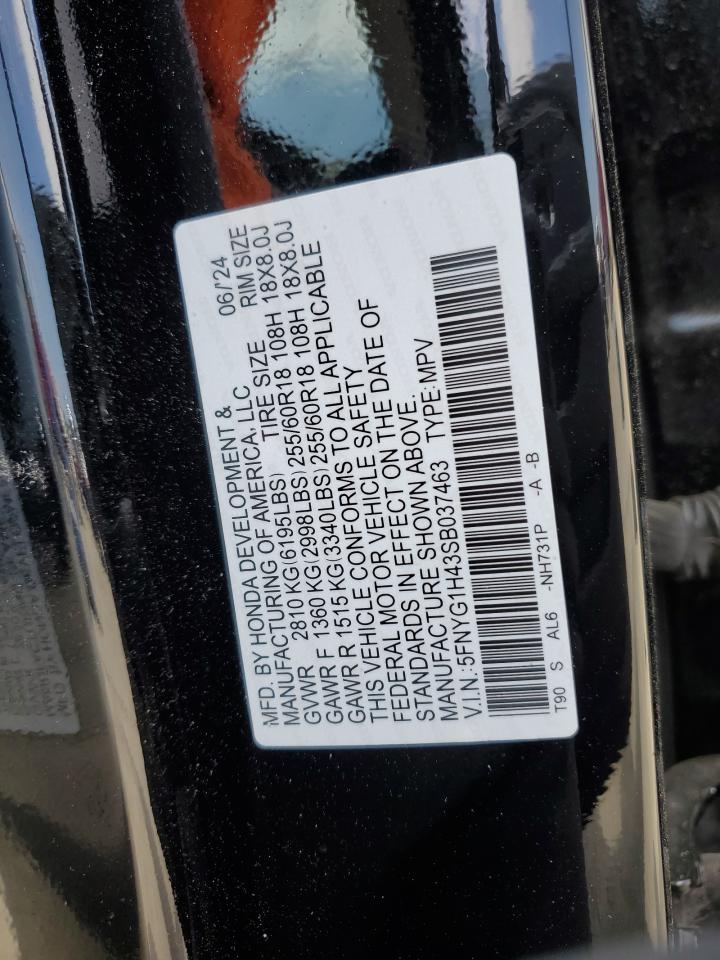 MFD. BY HONDA DEVELOPMENT & 06/'24
MANUFACTURING OF AMERICA, LLC RIM SIZE
GVWR 2810 KG(6195LBS) TIRE SIZE
GAWR F 1360 KG(2998LBS) 255/60R18 108H 18X8.0J
GAWR R 1515 KG(3340LBS) 255/60R18 108H 18X8.0J
THIS VEHICLE CONFORMS TO ALL APPLICABLE
FEDERAL MOTOR VEHICLE SAFETY
STANDARDS IN EFFECT ON THE DATE OF
MANUFACTURE SHOWN ABOVE.
V.I.N.:5FNYG1H43SB037463 TYPE:MPV
T90 S AL6 -NH731P -A -B